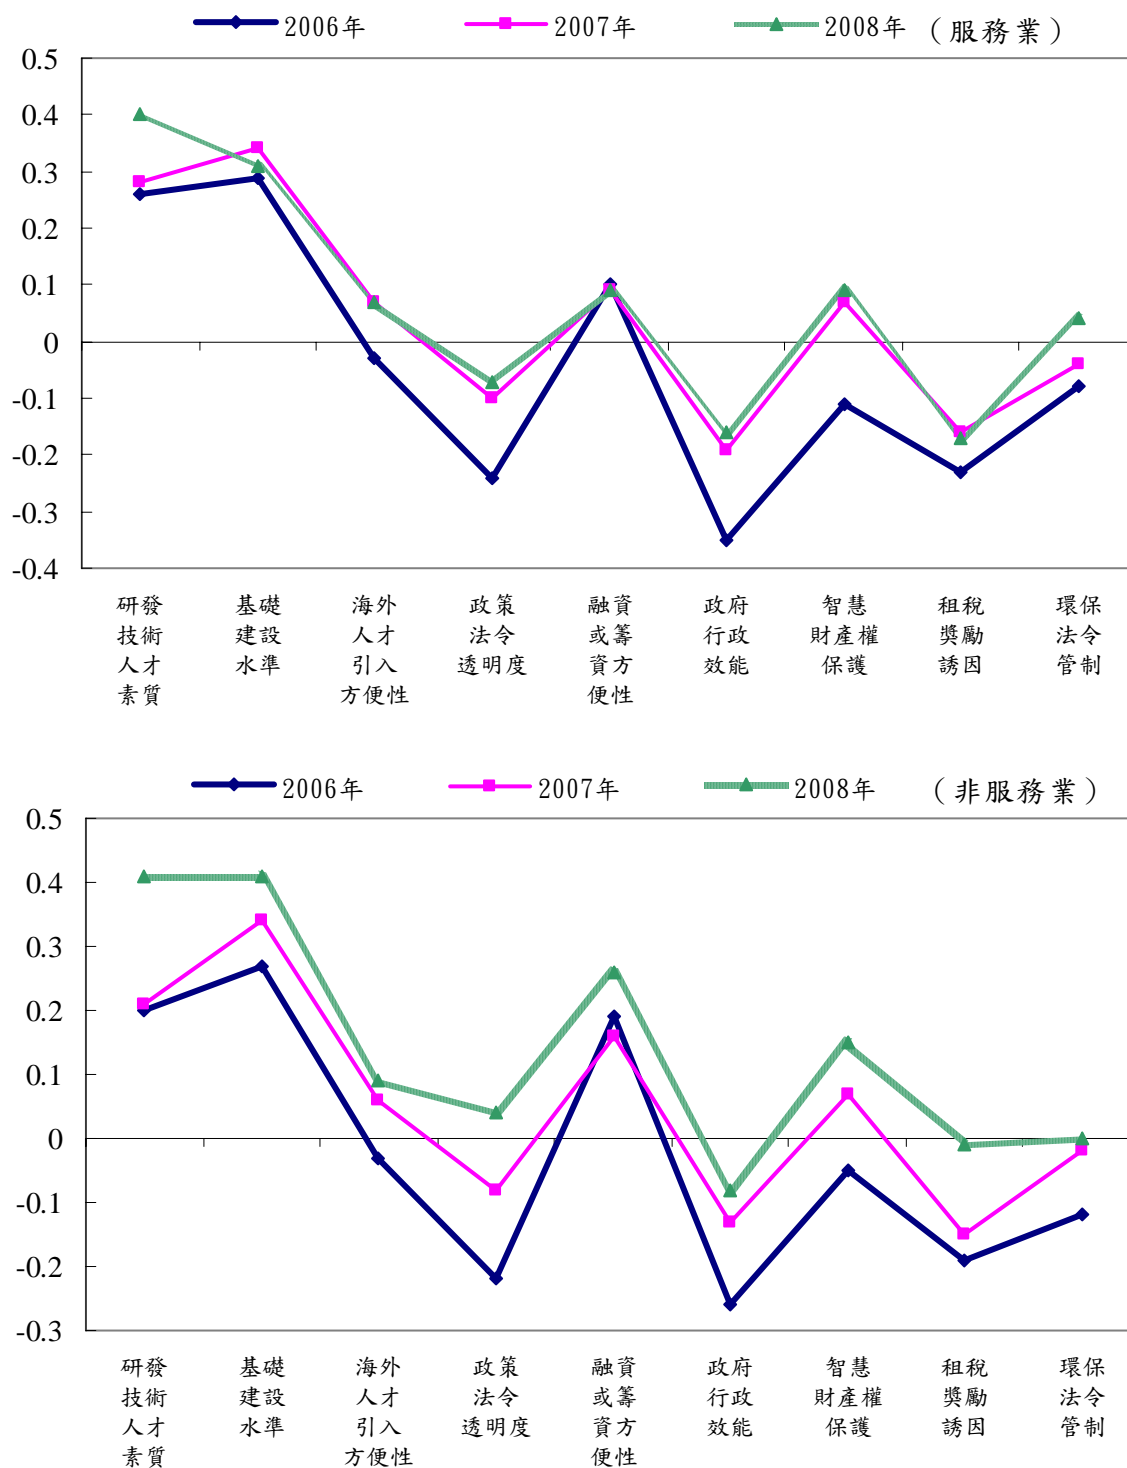 2006年 2007年 2008年 （服務業）
0.5
0.4
0.3
0.2
0.1
0
-0.1
-0.2
-0.3
-0.4
研發 基礎 海外 政策 融資 政府 智慧 租稅 環保
技術 建設 人才 法令 或籌 行政 財產權 獎勵 法令
人才 水準 引入 透明度 資方 效能 保護 誘因 管制
素質 方便性 便性
2006年 2007年 2008年 （非服務業）
0.5
0.4
0.3
0.2
0.1
0
-0.1
-0.2
-0.3
研發 基礎 海外 政策 融資 政府 智慧 租稅 環保
技術 建設 人才 法令 或籌 行政 財產權 獎勵 法令
人才 水準 引入 透明度 資方 效能 保護 誘因 管制
素質 方便性 便性